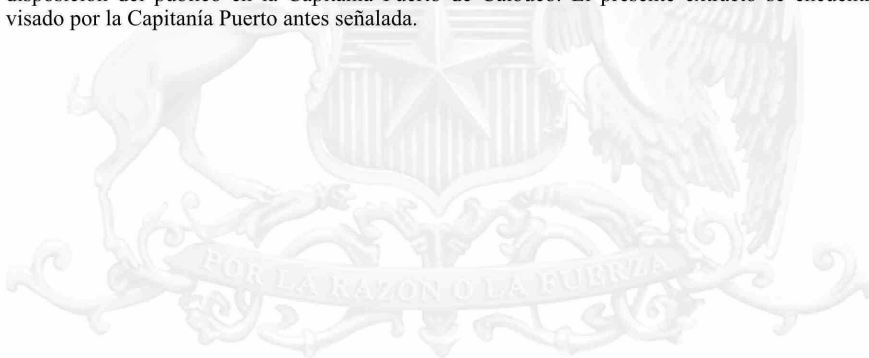 disposición del público en la Capitanía Puerto de Calbuco. El presente extracto se encuentra
visado por la Capitanía Puerto antes señalada.
POR LA RAZÓN O LA FUERZA